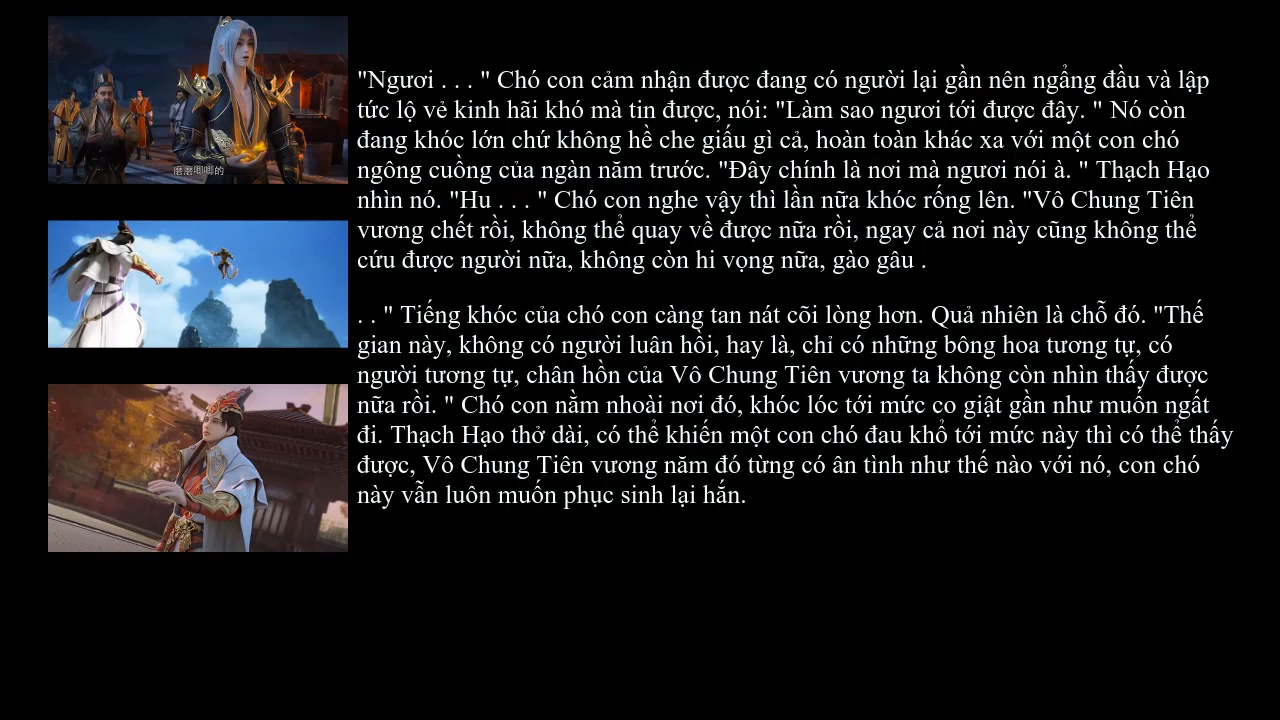 磨磨唧唧的
"Ngươi . . . " Chó con cảm nhận được đang có người lại gần nên ngẩng đầu và lập
tức lộ vẻ kinh hãi khó mà tin được, nói: "Làm sao ngươi tới được đây. " Nó còn
đang khóc lớn chứ không hề che giấu gì cả, hoàn toàn khác xa với một con chó
ngông cuồng của ngàn năm trước. "Đây chính là nơi mà ngươi nói à. " Thạch Hạo
nhìn nó. "Hu . . . " Chó con nghe vậy thì lần nữa khóc rống lên. "Vô Chung Tiên
vương chết rồi, không thể quay về được nữa rồi, ngay cả nơi này cũng không thể
cứu được người nữa, không còn hi vọng nữa, gào gâu .
. . " Tiếng khóc của chó con càng tan nát cõi lòng hơn. Quả nhiên là chỗ đó. "Thế
gian này, không có người luân hồi, hay là, chỉ có những bông hoa tương tự, có
người tương tự, chân hồn của Vô Chung Tiên vương ta không còn nhìn thấy được
nữa rồi. " Chó con nằm nhoài nơi đó, khóc lóc tới mức co giật gần như muốn ngất
đi. Thạch Hạo thở dài, có thể khiến một con chó đau khổ tới mức này thì có thể thấy
được, Vô Chung Tiên vương năm đó từng có ân tình như thế nào với nó, con chó
này vẫn luôn muốn phục sinh lại hắn.